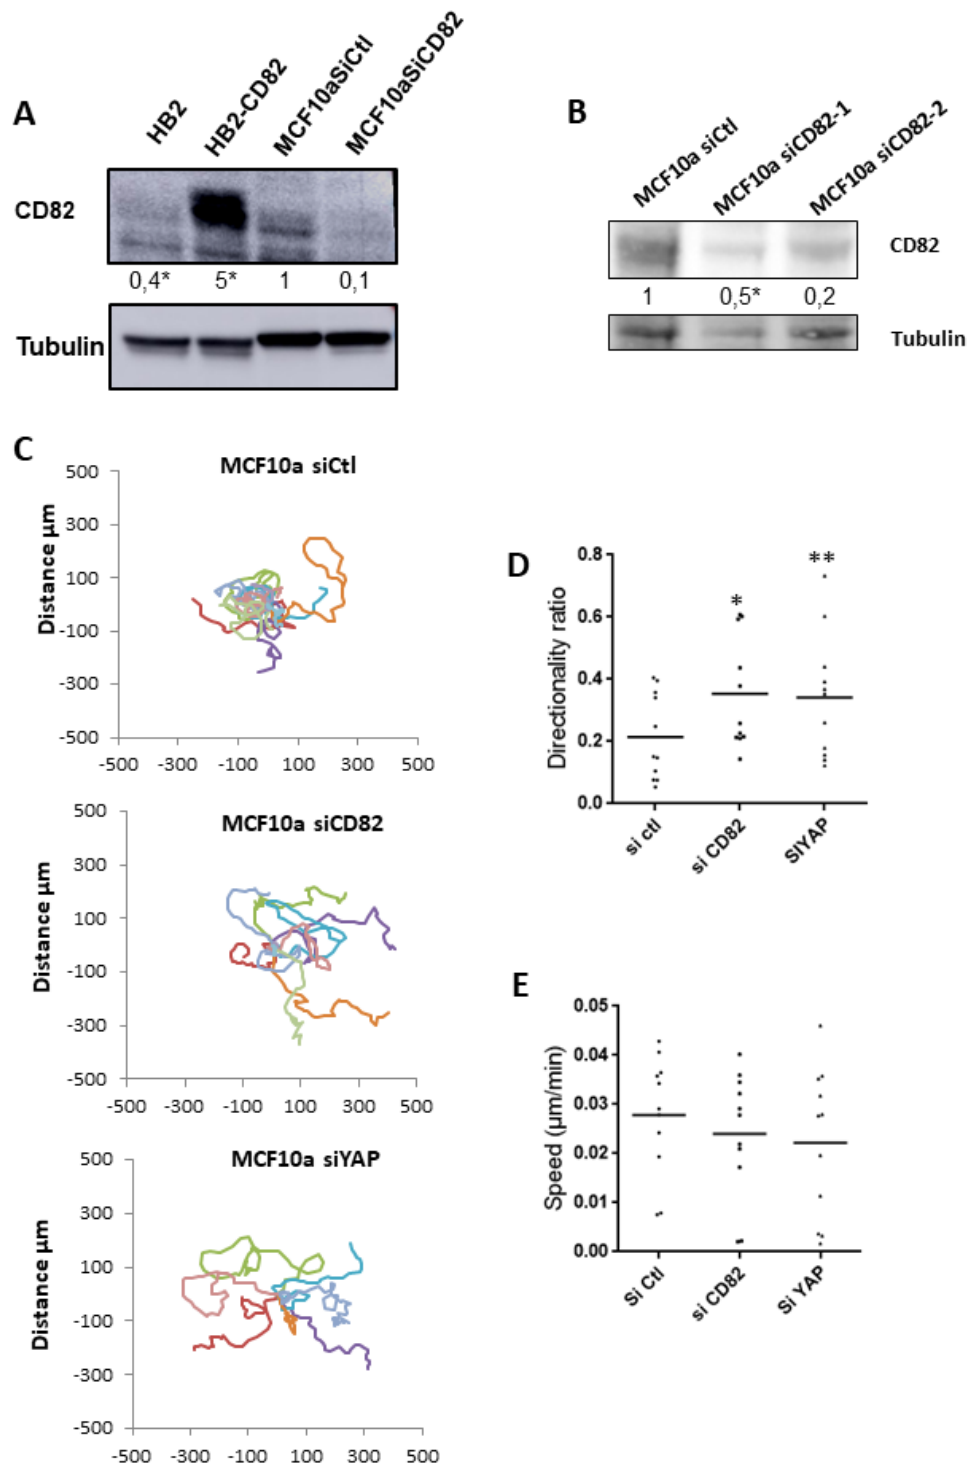 A
HB2
HB2-CD82
MCF10aSiCtl
MCF10aSiCD82
CD82
0,4* 5* 1 0,1
Tubulin
B
MCF10a siCtl
MCF10a siCD82-1
MCF10a siCD82-2
CD82
1 0,5* 0,2
Tubulin
C
MCF10a siCtl
Distance µm
500
300
100
-100
-300
-500
-500 -300 -100 100 300 500
MCF10a siCD82
Distance µm
500
300
100
-100
-300
-500
-500 -300 -100 100 300 500
MCF10a siYAP
Distance µm
500
300
100
-100
-300
-500
-500 -300 -100 100 300 500
D
Directionality ratio
0.8
0.6
0.4
0.2
0.0
*
**
si ctl
si CD82
SIYAP
E
Speed (µm/min)
0.05
0.04
0.03
0.02
0.01
0.00
Si Ctl
si CD82
Si YAP